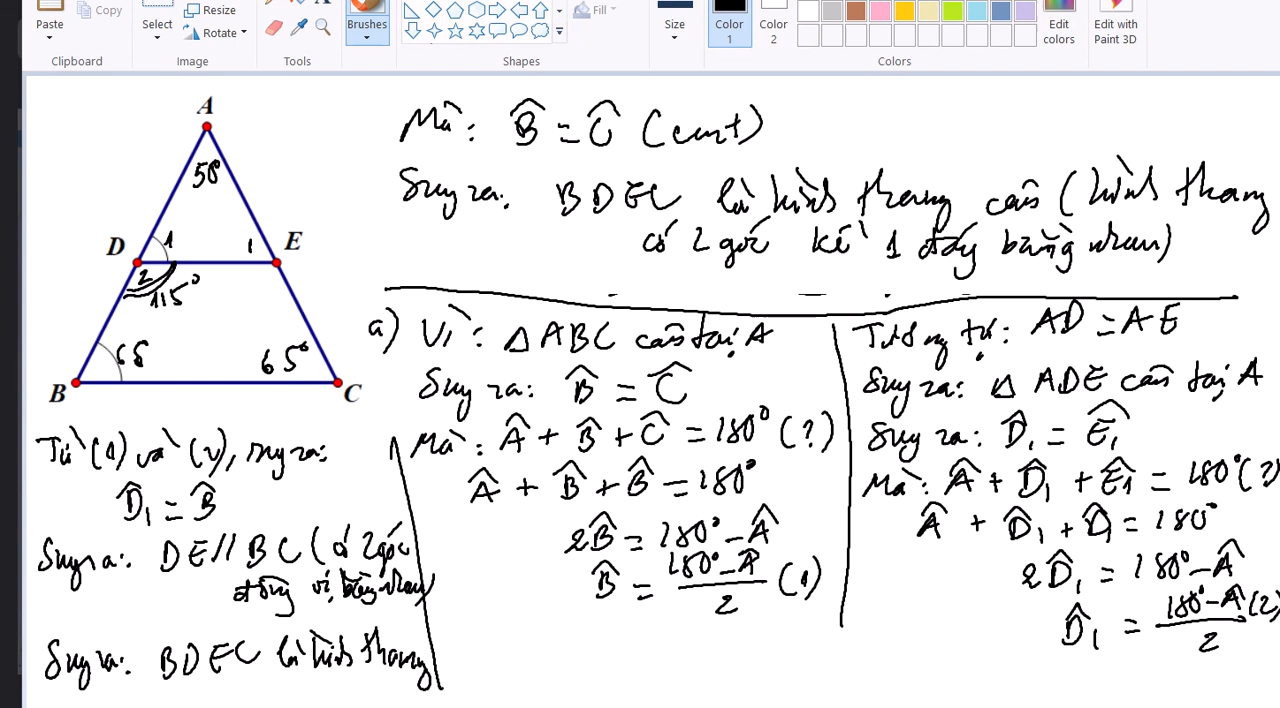 Paste
Copy
Select
Resize
Rotate
Brushes
Fill
Size
Color 1
Color 2
Edit colors
Edit with Paint 3D
Clipboard
Image
Tools
Shapes
Colors
A
50°
D 1 1 E
2
115°
65 65°
B C
Mà: B̂ = Ĉ (cmt)
Suy ra: BDEC là hình thang cân (hình thang
có 2 góc kề 1 đáy bằng nhau)
a) Vì: △ABC cân tại A
Suy ra: B̂ = Ĉ
Mà: Â + B̂ + Ĉ = 180° (?)
Â + B̂ + B̂ = 180°
2B̂ = 180° - Â
B̂ = (180° - Â)/2 (1)
Tương tự: AD = AE
Suy ra: △ ADE cân tại A
Suy ra: D̂₁ = Ê₁
Mà: Â + D̂₁ + Ê₁ = 180° (?)
Â + D̂₁ + D̂₁ = 180°
2D̂₁ = 180° - Â
D̂₁ = (180° - Â)/2 (2)
Từ (1) và (2), suy ra:
D̂₁ = B̂
Suy ra: DE // BC (có 2 góc
đồng vị bằng nhau)
Suy ra: BDEC là hình thang